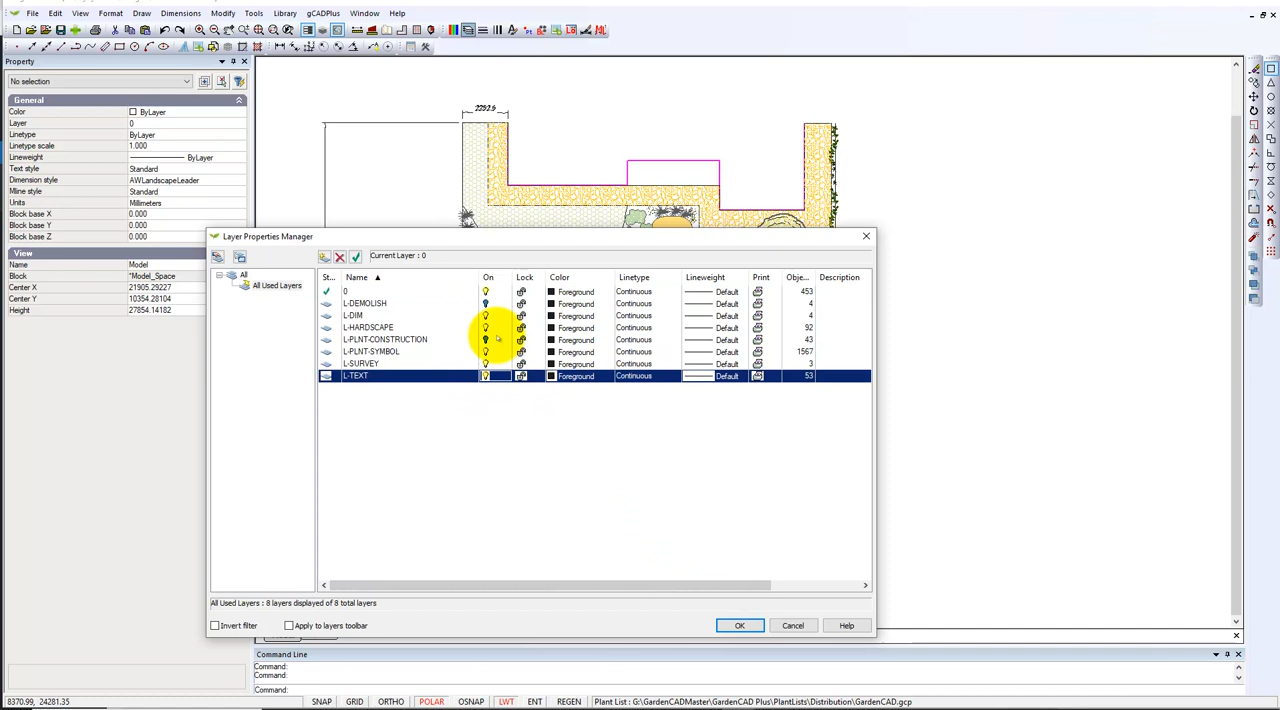 File Edit View Format Draw Dimensions Modify Tools Library gCADPlus Window Help
Property
No selection
General
Color ByLayer
Layer 0
Linetype ByLayer
Linetype scale 1.000
Lineweight ByLayer
Text style Standard
Dimension style AWLandscapeLeader
Mline style Standard
Units Millimeters
Block base X 0.000
Block base Y 0.000
Block base Z 0.000
View
Name Model
Block *Model_Space
Center X 21905.29227
Center Y 10354.28104
Height 27854.14182
2292.5
Layer Properties Manager
Current Layer : 0
All
All Used Layers
St... Name On Lock Color Linetype Lineweight Print Obje... Description
0 Foreground Continuous Default 453
L-DEMOLISH Foreground Continuous Default 4
L-DIM Foreground Continuous Default 4
L-HARDSCAPE Foreground Continuous Default 92
L-PLNT-CONSTRUCTION Foreground Continuous Default 43
L-PLNT-SYMBOL Foreground Continuous Default 1567
L-SURVEY Foreground Continuous Default 3
L-TEXT Foreground Continuous Default 53
All Used Layers : 8 layers displayed of 8 total layers
Invert filter Apply to layers toolbar OK Cancel Help
Command Line
Command:
Command:
Command:
8370.99, 24281.35 SNAP GRID ORTHO POLAR OSNAP LWT ENT REGEN Plant List : G:\GardenCADMaster\GardenCAD Plus\PlantLists\Distribution\GardenCAD.gcp